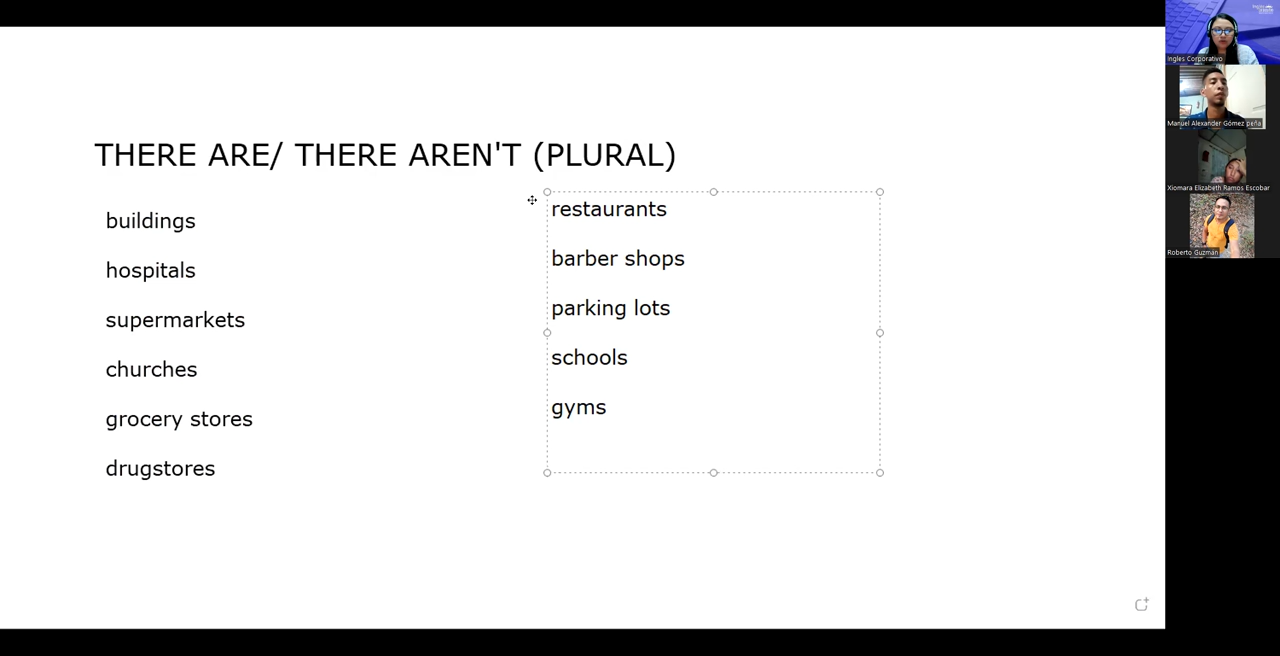 THERE ARE/ THERE AREN'T (PLURAL)
buildings
hospitals
supermarkets
churches
grocery stores
drugstores
restaurants
barber shops
parking lots
schools
gyms
Ingles Corporativo
Manuel Alexander Gómez peña
Xiomara Elizabeth Ramos Escobar
Roberto Guzman